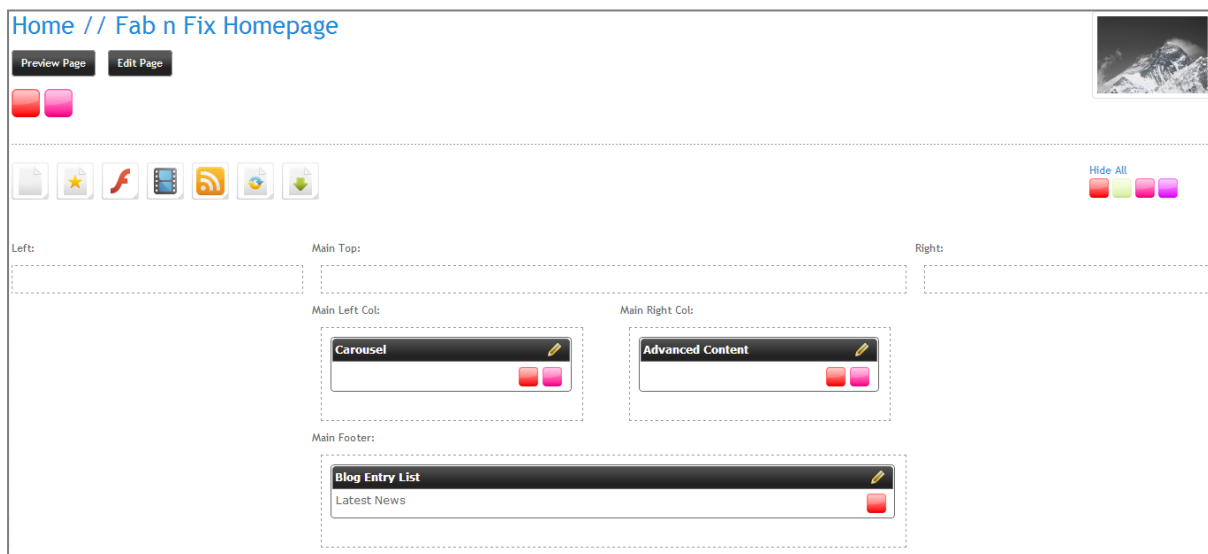 Home // Fab n Fix Homepage
Preview Page Edit Page
Hide All
Left: Main Top: Right:
Main Left Col: Main Right Col:
Carousel Advanced Content
Main Footer:
Blog Entry List
Latest News